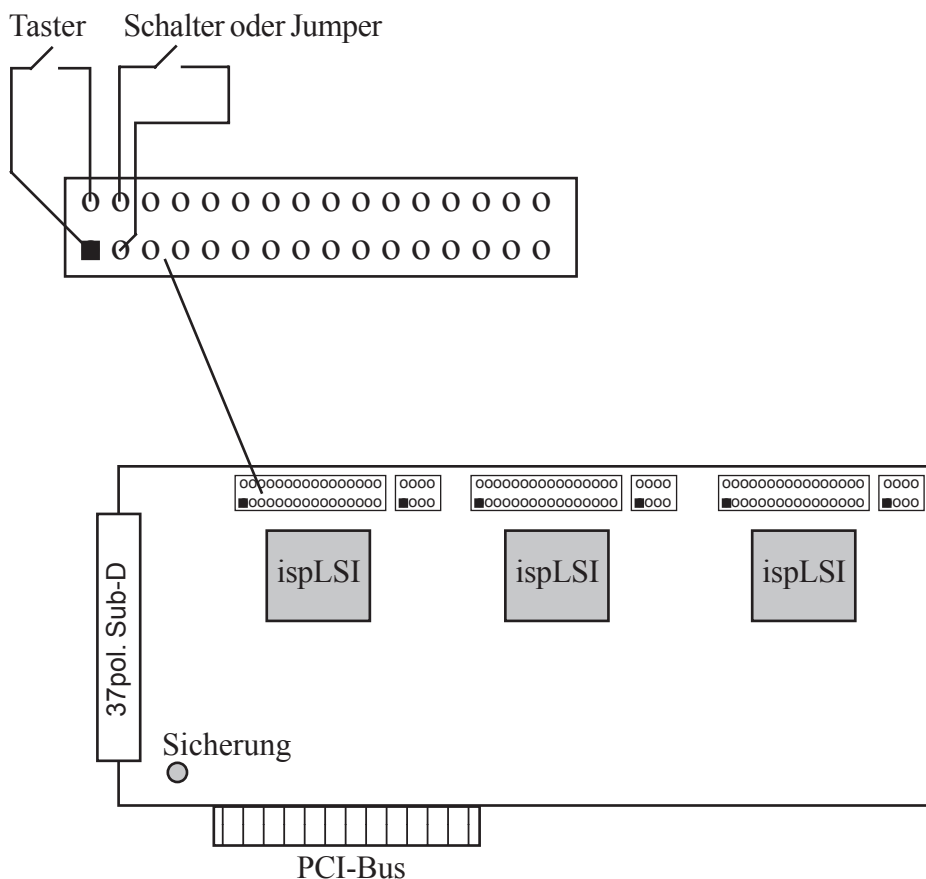 Taster
Schalter oder Jumper
ispLSI
ispLSI
ispLSI
37pol. Sub-D
Sicherung
PCI-Bus